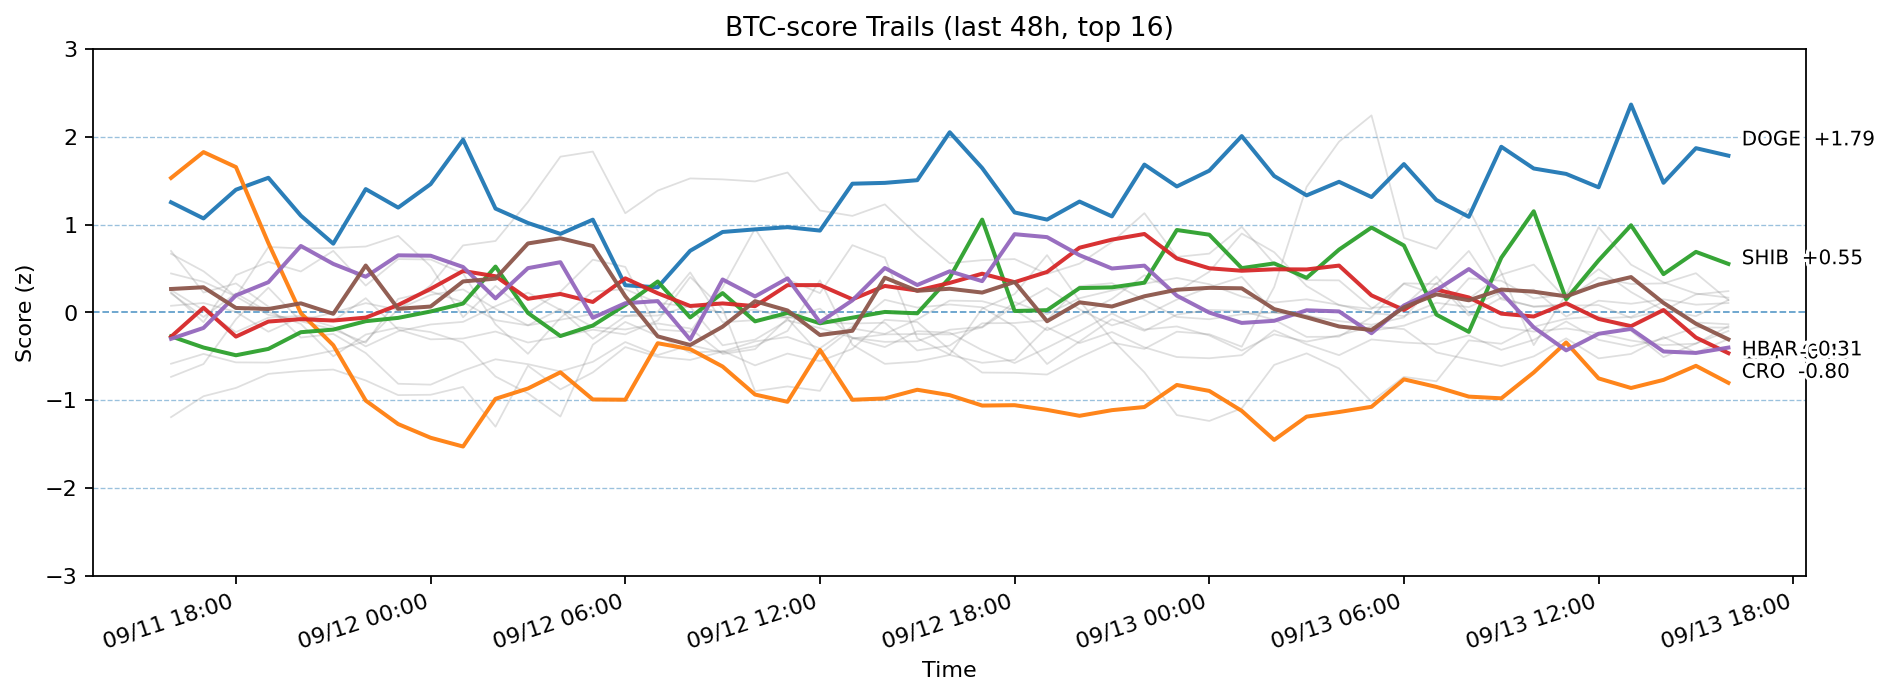 BTC-score Trails (last 48h, top 16)
3
2
1
0
−1
−2
−3
Score (z)
DOGE +1.79
SHIB +0.55
HBAR -0.31
CRO -0.80
09/11 18:00
09/12 00:00
09/12 06:00
09/12 12:00
09/12 18:00
09/13 00:00
09/13 06:00
09/13 12:00
09/13 18:00
Time